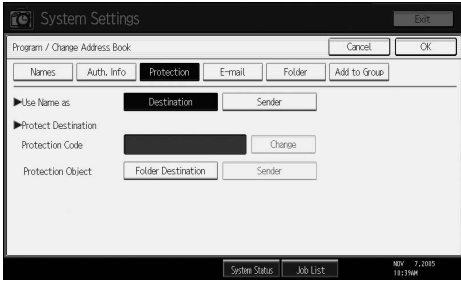 System Settings Exit
Program / Change Address Book Cancel OK
Names Auth. Info Protection E-mail Folder Add to Group
▶Use Name as Destination Sender
▶Protect Destination
Protection Code Change
Protection Object Folder Destination Sender
System Status Job List NOV 7,2005
10:39AM